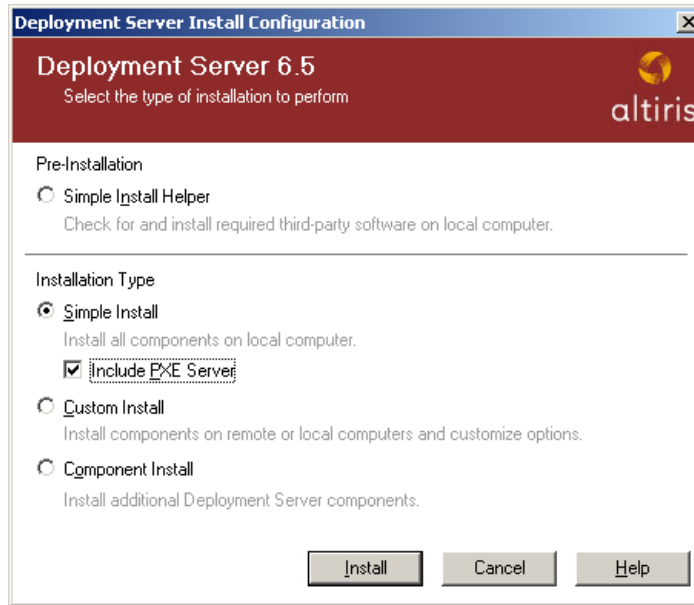 Deployment Server Install Configuration
Deployment Server 6.5
Select the type of installation to perform
altiris
Pre-Installation
Simple Install Helper
Check for and install required third-party software on local computer.
Installation Type
Simple Install
Install all components on local computer.
Include PXE Server
Custom Install
Install components on remote or local computers and customize options.
Component Install
Install additional Deployment Server components.
Install Cancel Help